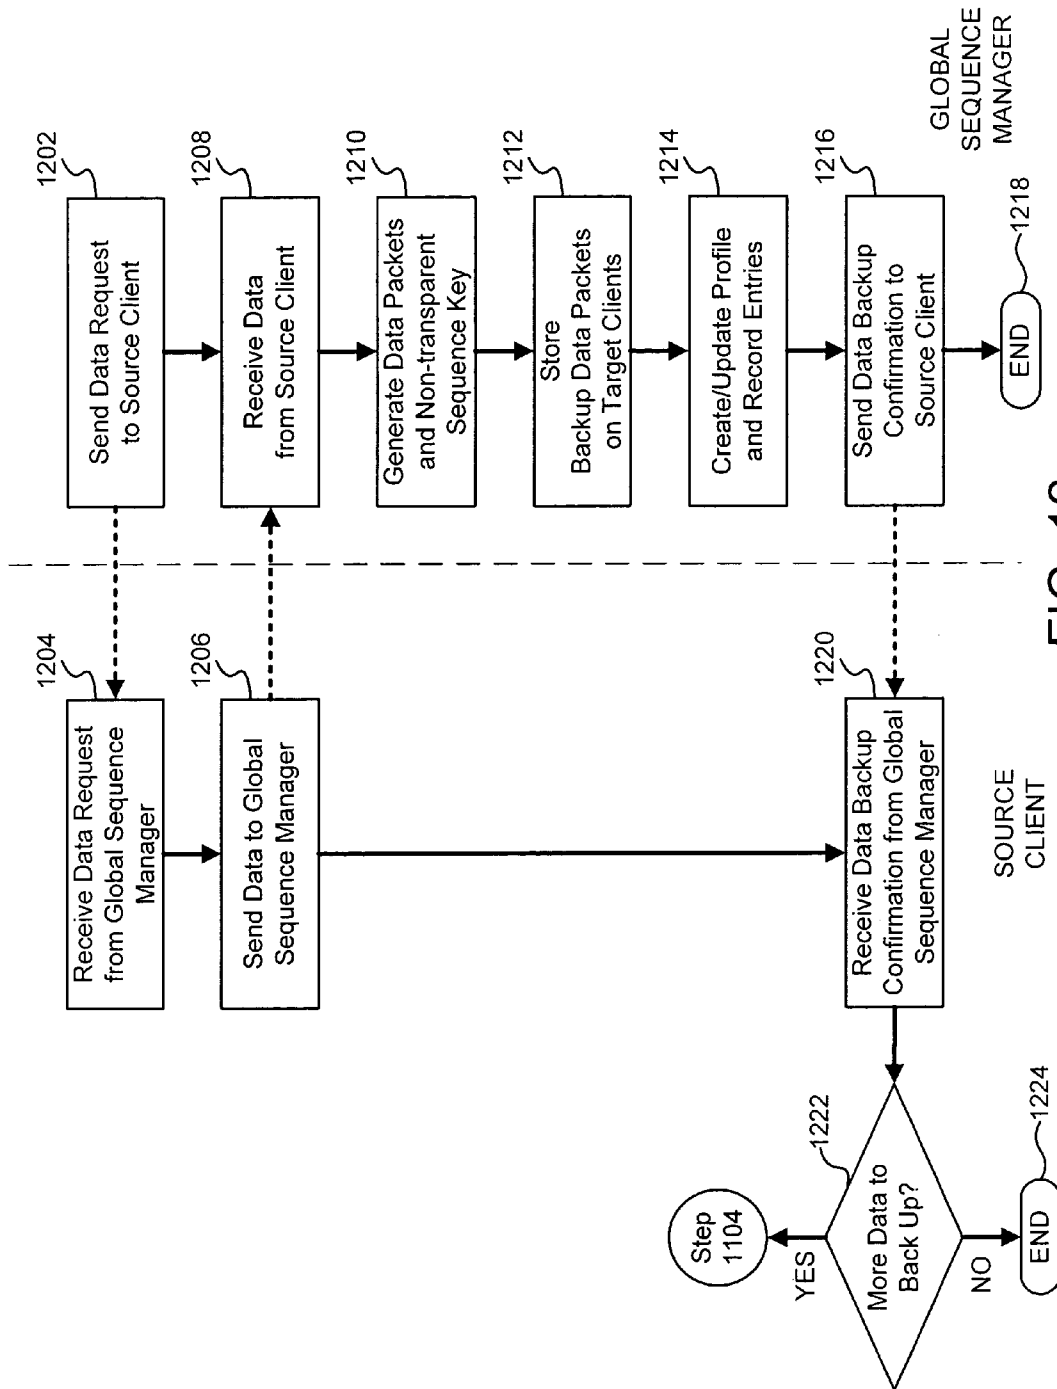 1204
Receive Data Request
from Global Sequence
Manager
1202
Send Data Request
to Source Client
1206
Send Data to Global
Sequence Manager
1208
Receive Data
from Source Client
1210
Generate Data Packets
and Non-transparent
Sequence Key
1212
Store
Backup Data Packets
on Target Clients
1214
Create/Update Profile
and Record Entries
Step
1104
YES
1222
More Data to
Back Up?
NO
1220
Receive Data Backup
Confirmation from Global
Sequence Manager
1216
Send Data Backup
Confirmation to
Source Client
1224
END
SOURCE
CLIENT
1218
END
GLOBAL
SEQUENCE
MANAGER
FIG.